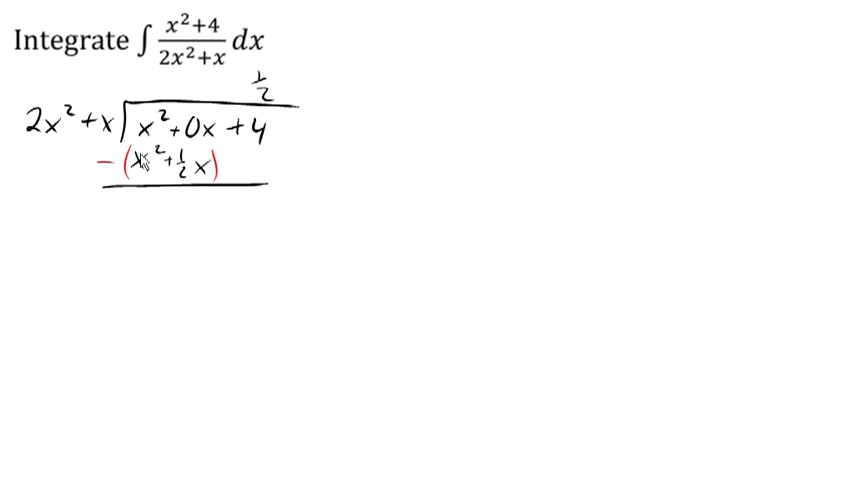 Integrate ∫ (x²+4)/(2x²+x) dx
1/2
2x² + x ) x² + 0x + 4
- (x² + 1/2 x)